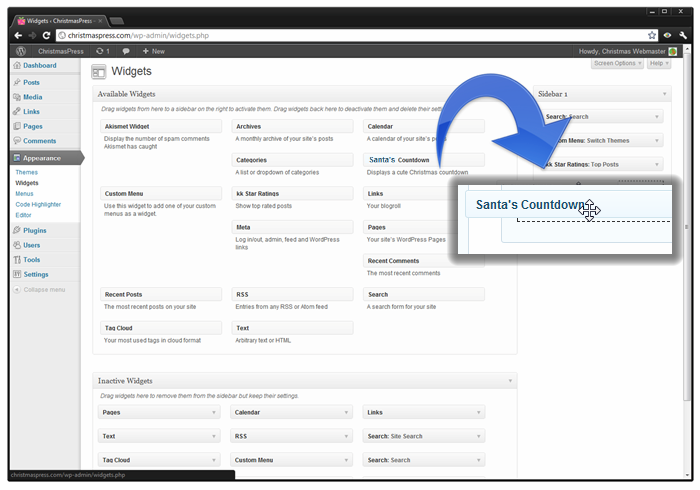 Widgets ‹ ChristmasPress
christmaspress.com/wp-admin/widgets.php
ChristmasPress 1 + New Howdy, Christmas Webmaster
Dashboard
Posts
Media
Links
Pages
Comments
Appearance
Themes
Widgets
Menus
Code Highlighter
Editor
Plugins
Users
Tools
Settings
Collapse menu
Widgets
Screen Options Help
Available Widgets
Drag widgets from here to a sidebar on the right to activate them. Drag widgets back here to deactivate them and delete their
Akismet Widget
Display the number of spam comments
Akismet has caught
Archives
A monthly archive of your site's posts
Calendar
A calendar of your site's
Categories
A list or dropdown of categories
Santa's Countdown
Displays a cute Christmas countdown
Custom Menu
Use this widget to add one of your custom
menus as a widget.
kk Star Ratings
Show top rated posts
Links
Your blogroll
Meta
Log in/out, admin, feed and WordPress
links
Pages
Your site's WordPress Pages
Recent Comments
The most recent comments
Recent Posts
The most recent posts on your site
RSS
Entries from any RSS or Atom feed
Search
A search form for your site
Tag Cloud
Your most used tags in cloud format
Text
Arbitrary text or HTML
Sidebar 1
Search: Search
om Menu: Switch Themes
kk Star Ratings: Top Posts
Santa's Countdown
Inactive Widgets
Drag widgets here to remove them from the sidebar but keep their settings.
Pages
Calendar
Links
Text
RSS
Search: Site Search
Tag Cloud
Custom Menu
Search: Search
christmaspress.com/wp-admin/widgets.php